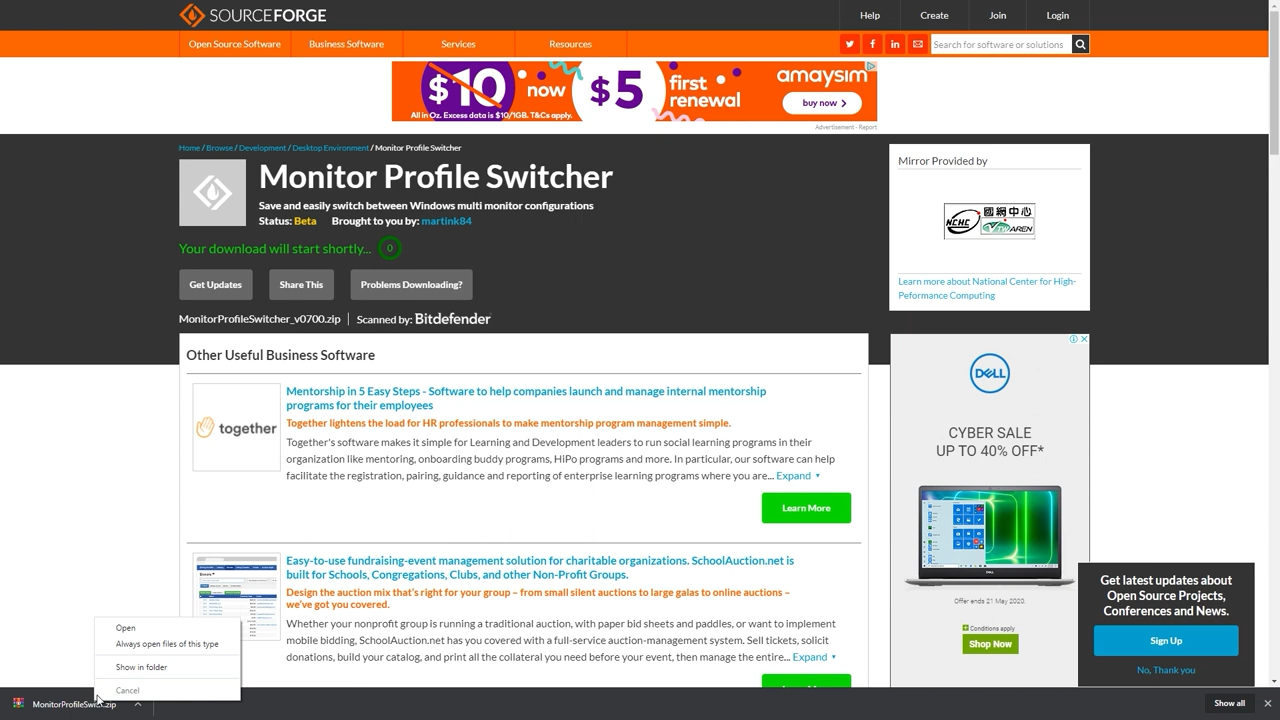 SOURCEFORGE
Help
Create
Join
Login
Open Source Software
Business Software
Services
Resources
Search for software or solutions
$10 now $5 first renewal
All in Oz. Excess data is $10/1GB. T&Cs apply.
amaysim
buy now
Advertisement - Report
Home / Browse / Development / Desktop Environment / Monitor Profile Switcher
Monitor Profile Switcher
Save and easily switch between Windows multi monitor configurations
Status: Beta Brought to you by: martink84
Your download will start shortly... 0
Get Updates
Share This
Problems Downloading?
MonitorProfileSwitcher_v0700.zip | Scanned by: Bitdefender
Mirror Provided by
NCHC 國網中心
TWAREN
Learn more about National Center for High-
Peformance Computing
Other Useful Business Software
together
Mentorship in 5 Easy Steps - Software to help companies launch and manage internal mentorship
programs for their employees
Together lightens the load for HR professionals to make mentorship program management simple.
Together's software makes it simple for Learning and Development leaders to run social learning programs in their
organization like mentoring, onboarding buddy programs, HiPo programs and more. In particular, our software can help
facilitate the registration, pairing, guidance and reporting of enterprise learning programs where you are... Expand
Learn More
Easy-to-use fundraising-event management solution for charitable organizations. SchoolAuction.net is
built for Schools, Congregations, Clubs, and other Non-Profit Groups.
Design the auction mix that's right for your group – from small silent auctions to large galas to online auctions –
we've got you covered.
Whether your nonprofit group is running a traditional auction, with paper bid sheets and paddles, or want to implement
mobile bidding, SchoolAuction.net has you covered with a full-service auction-management system. Sell tickets, solicit
donations, build your catalog, and print all the collateral you need before your event, then manage the entire... Expand
DELL
CYBER SALE
UP TO 40% OFF*
DELL
Offer ends 21 May 2020.
Conditions apply
Shop Now
Get latest updates about
Open Source Projects,
Conferences and News.
Sign Up
No, Thank you
Open
Always open files of this type
Show in folder
Cancel
MonitorProfileSwit....zip
Show all